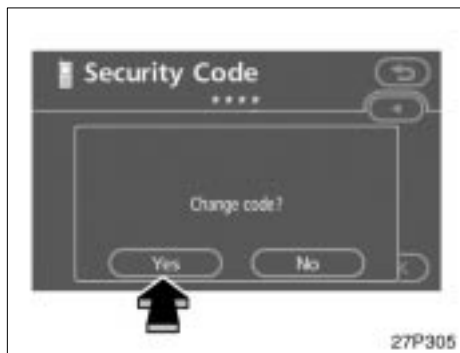 Security Code
****
Change code?
Yes No
27P305